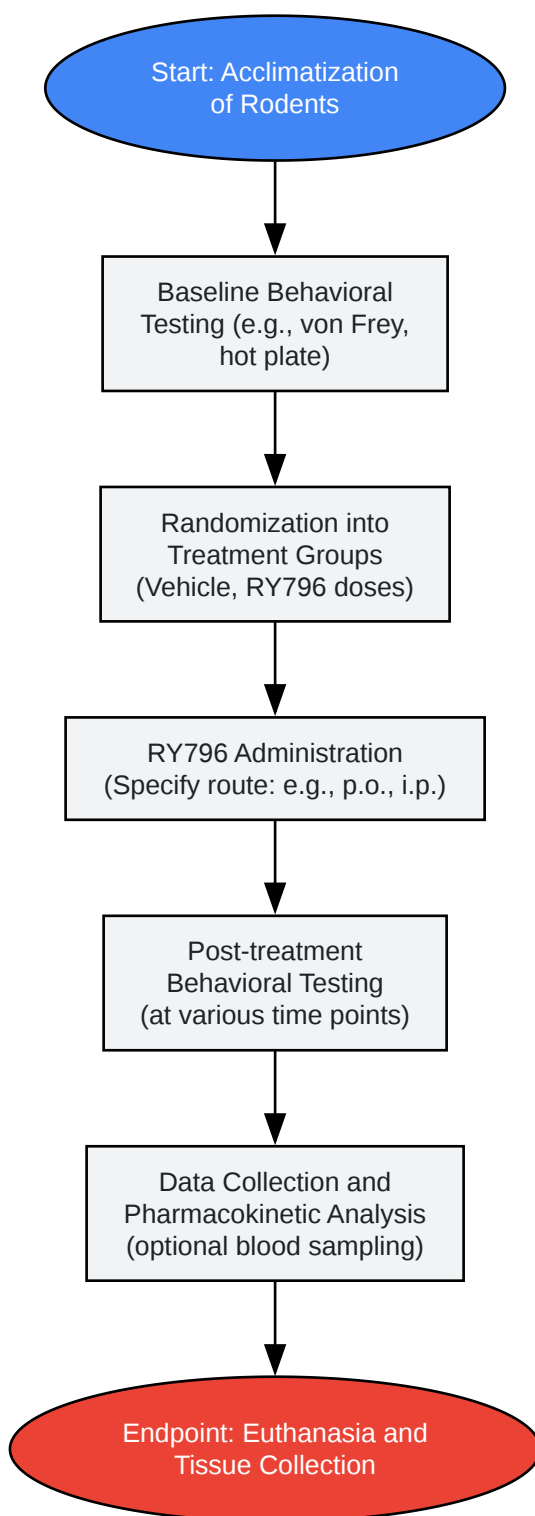 Start: Acclimatization
of Rodents
Baseline Behavioral
Testing (e.g., von Frey,
hot plate)
Randomization into
Treatment Groups
(Vehicle, RY796 doses)
RY796 Administration
(Specify route: e.g., p.o., i.p.)
Post-treatment
Behavioral Testing
(at various time points)
Data Collection and
Pharmacokinetic Analysis
(optional blood sampling)
Endpoint: Euthanasia and
Tissue Collection